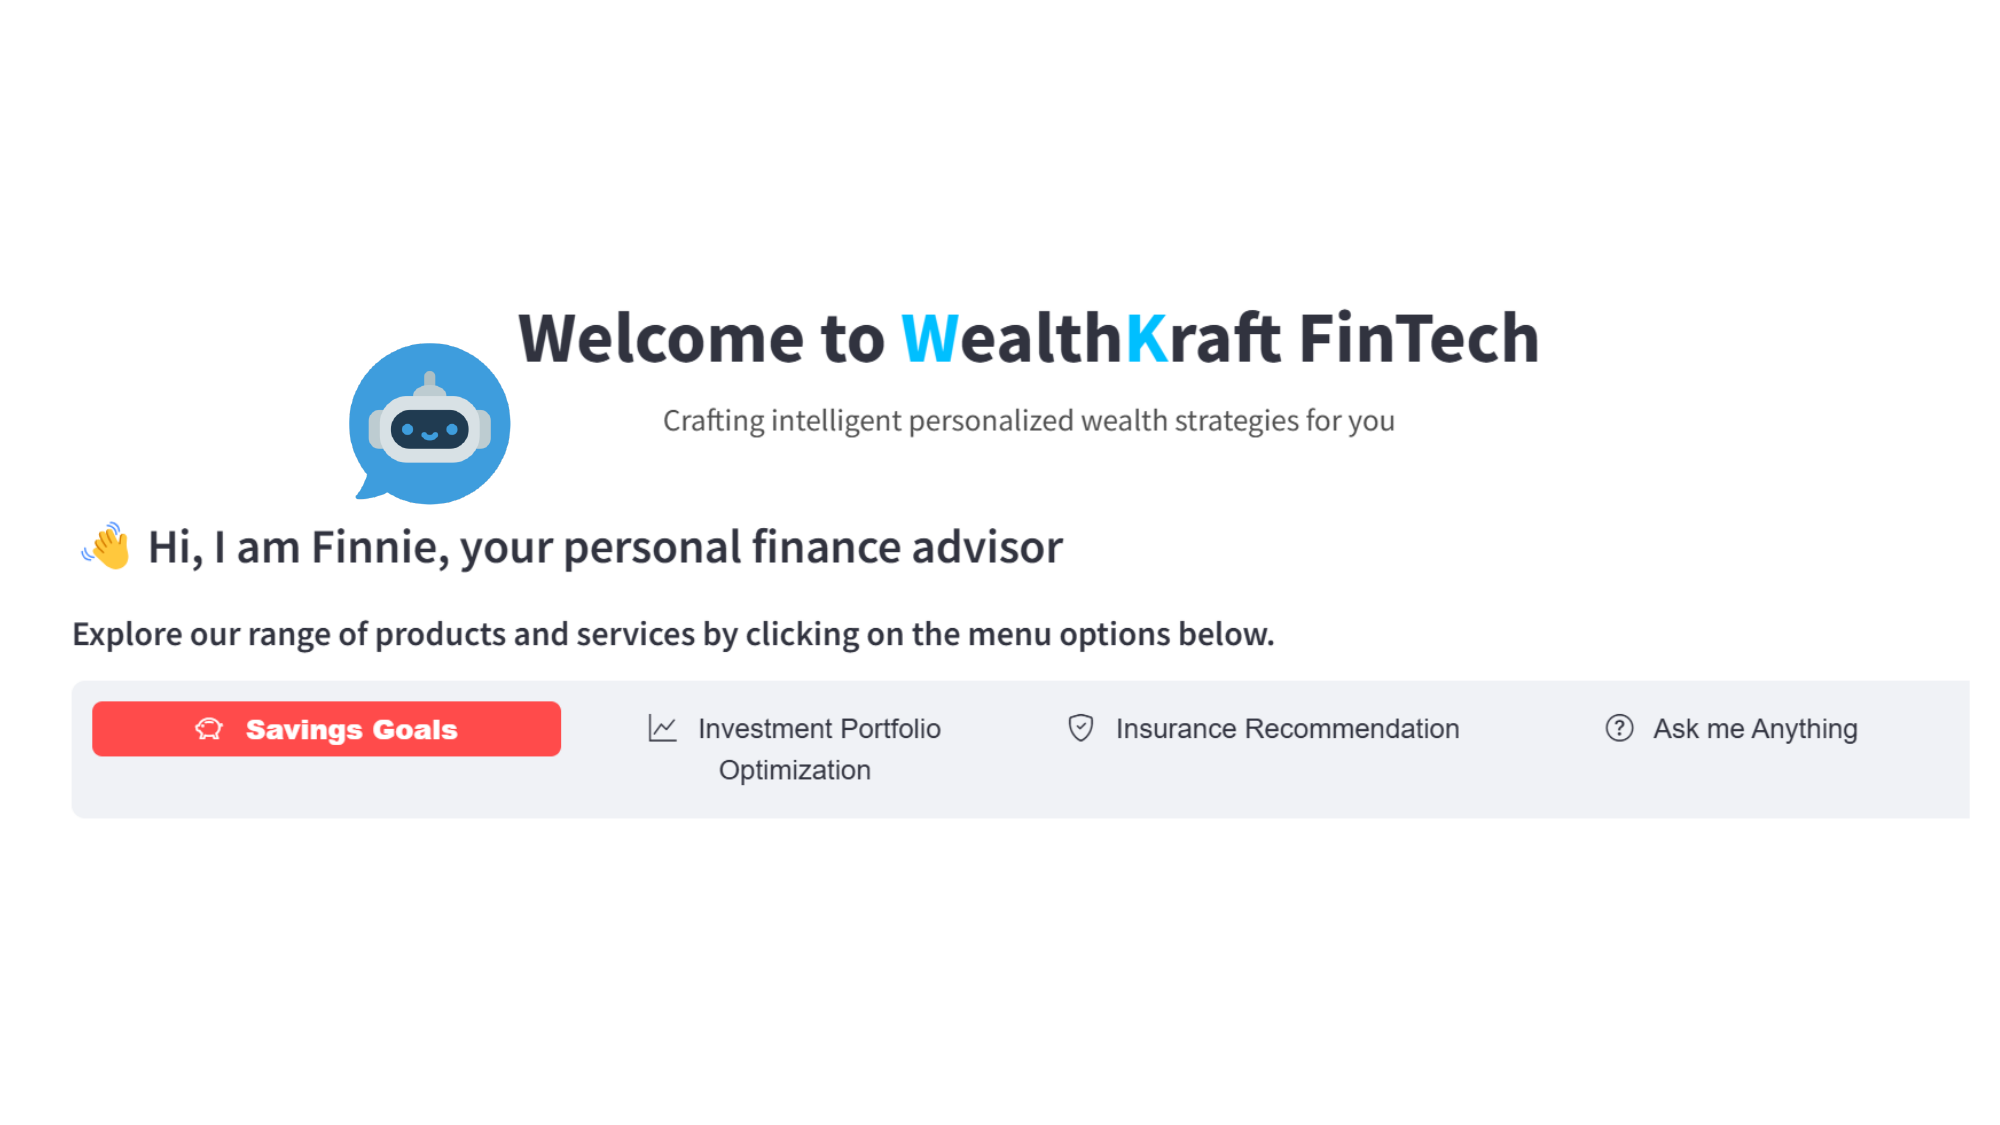 Welcome to WealthKraft FinTech
Crafting intelligent personalized wealth strategies for you
👋 Hi, I am Finnie, your personal finance advisor
Explore our range of products and services by clicking on the menu options below.
Savings Goals
Investment Portfolio
Optimization
Insurance Recommendation
Ask me Anything